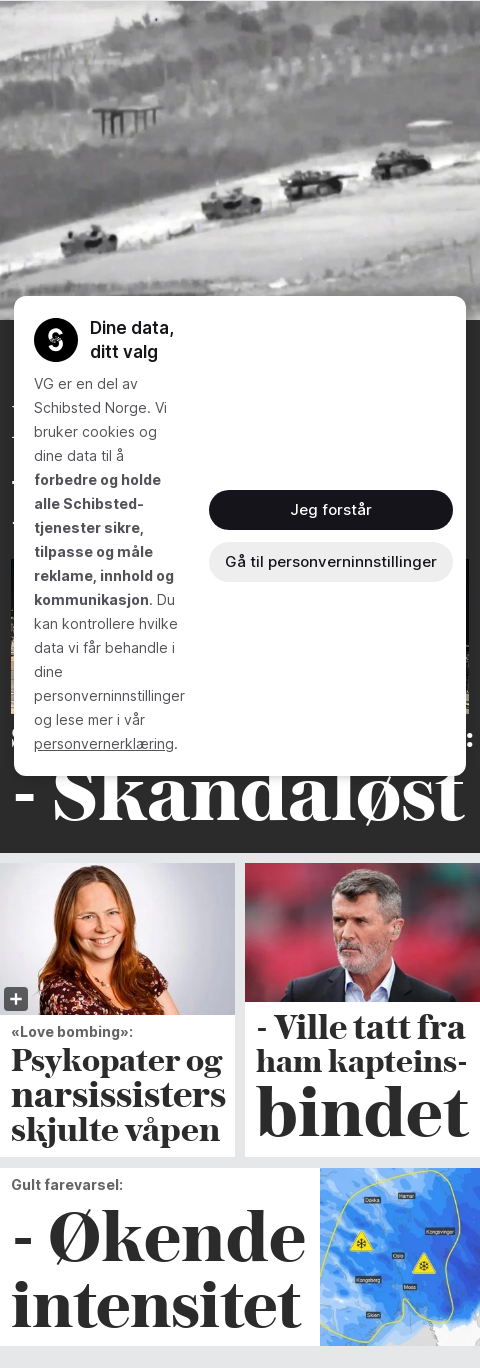 Dine data,
ditt valg
VG er en del av
Schibsted Norge. Vi
bruker cookies og
dine data til å
forbedre og holde
alle Schibsted-
tjenester sikre,
tilpasse og måle
reklame, innhold og
kommunikasjon. Du
kan kontrollere hvilke
data vi får behandle i
dine
personverninnstillinger
og lese mer i vår
personvernerklæring.
Jeg forstår
Gå til personverninnstillinger
- Skandaløst
«Love bombing»:
Psykopater og
narsissisters
skjulte våpen
- Ville tatt fra
ham kapteins-
bindet
Gult farevarsel:
- Økende
intensitet
Dokka
Hamar
Kongsvinger
Oslo
Kongsberg
Moss
Skien